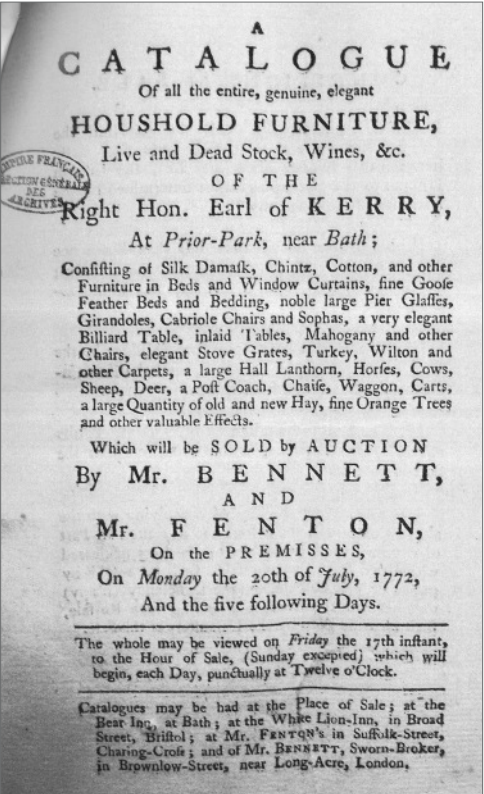 A
CATALOGUE
Of all the entire, genuine, elegant
HOUSHOLD FURNITURE,
Live and Dead Stock, Wines, &c.
OF THE
Right Hon. Earl of KERRY,
At Prior-Park, near Bath;
Conſiſting of Silk Damaſk, Chintz, Cotton, and other
Furniture in Beds and Window Curtains, fine Gooſe
Feather Beds and Bedding, noble large Pier Glaſſes,
Girandoles, Cabriole Chairs and Sophas, a very elegant
Billiard Table, inlaid Tables, Mahogany and other
Chairs, elegant Stove Grates, Turkey, Wilton and
other Carpets, a large Hall Lanthorn, Horſes, Cows,
Sheep, Deer, a Poſt Coach, Chaiſe, Waggon, Carts,
a large Quantity of old and new Hay, fine Orange Trees
and other valuable Effects.
Which will be SOLD by AUCTION
By Mr. BENNETT,
AND
Mr. FENTON,
On the PREMISSES,
On Monday the 20th of July, 1772,
And the five following Days.
The whole may be viewed on Friday the 17th inſtant,
to the Hour of Sale, (Sunday excepted) which will
begin, each Day, punctually at Twelve o'Clock.
Catalogues may be had at the Place of Sale; at the
Bear Inn, at Bath; at the White Lion-Inn, in Broad
Street, Briſtol; at Mr. FENTON's in Suffolk-Street,
Charing-Croſs; and of Mr. BENNETT, Sworn-Broker,
in Brownlow-Street, near Long-Acre, London.
EMPIRE FRANÇAIS
SECTION GÉNÉRALE
DES
ARCHIVES